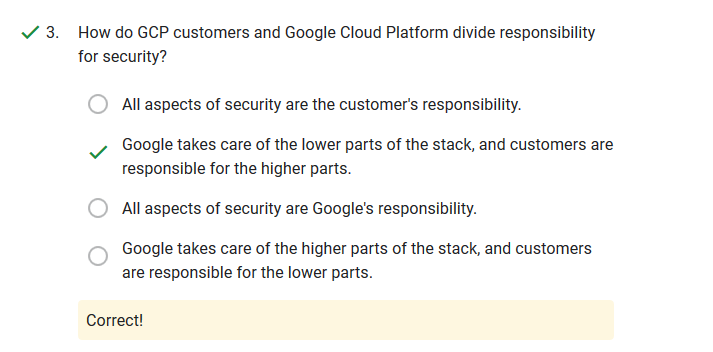 3. How do GCP customers and Google Cloud Platform divide responsibility
for security?
All aspects of security are the customer's responsibility.
Google takes care of the lower parts of the stack, and customers are
responsible for the higher parts.
All aspects of security are Google's responsibility.
Google takes care of the higher parts of the stack, and customers
are responsible for the lower parts.
Correct!